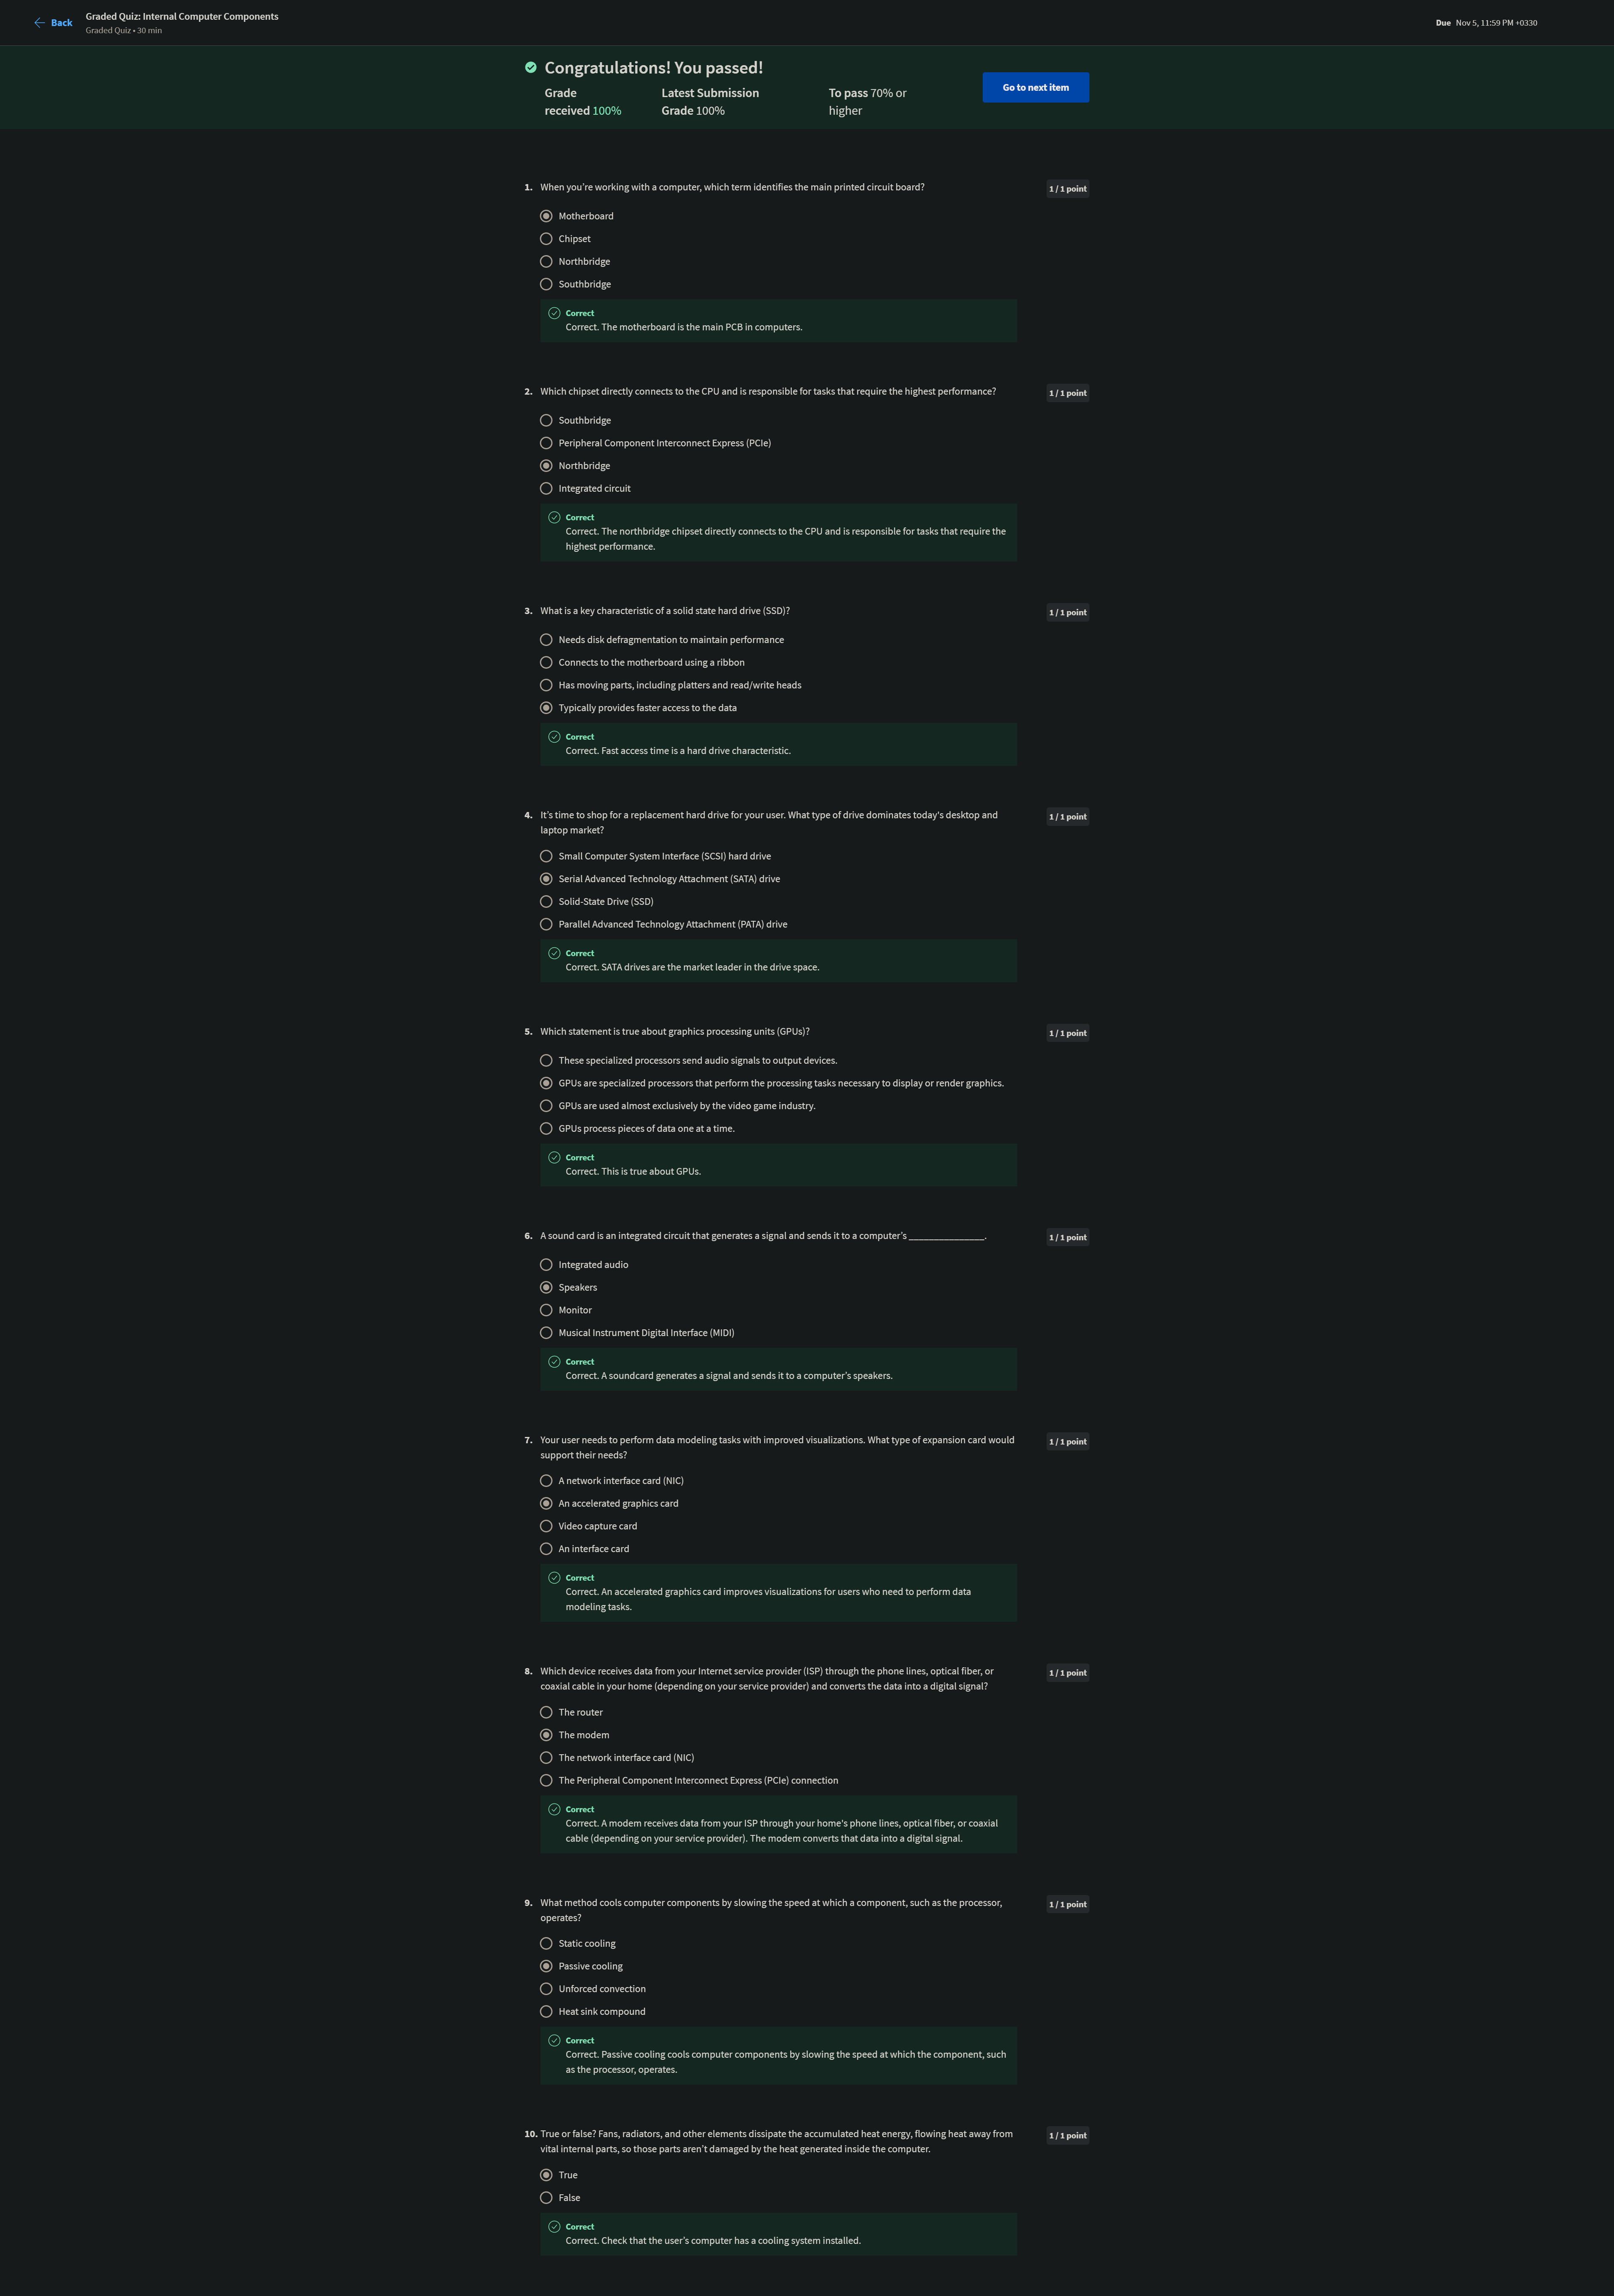 Back
Graded Quiz: Internal Computer Components
Graded Quiz • 30 min
Due Nov 5, 11:59 PM +0330
Congratulations! You passed!
Grade received 100%
Latest Submission Grade 100%
To pass 70% or higher
Go to next item
1. When you're working with a computer, which term identifies the main printed circuit board?
1 / 1 point
Motherboard
Chipset
Northbridge
Southbridge
Correct
Correct. The motherboard is the main PCB in computers.
2. Which chipset directly connects to the CPU and is responsible for tasks that require the highest performance?
1 / 1 point
Southbridge
Peripheral Component Interconnect Express (PCIe)
Northbridge
Integrated circuit
Correct
Correct. The northbridge chipset directly connects to the CPU and is responsible for tasks that require the
highest performance.
3. What is a key characteristic of a solid state hard drive (SSD)?
1 / 1 point
Needs disk defragmentation to maintain performance
Connects to the motherboard using a ribbon
Has moving parts, including platters and read/write heads
Typically provides faster access to the data
Correct
Correct. Fast access time is a hard drive characteristic.
4. It's time to shop for a replacement hard drive for your user. What type of drive dominates today's desktop and
laptop market?
1 / 1 point
Small Computer System Interface (SCSI) hard drive
Serial Advanced Technology Attachment (SATA) drive
Solid-State Drive (SSD)
Parallel Advanced Technology Attachment (PATA) drive
Correct
Correct. SATA drives are the market leader in the drive space.
5. Which statement is true about graphics processing units (GPUs)?
1 / 1 point
These specialized processors send audio signals to output devices.
GPUs are specialized processors that perform the processing tasks necessary to display or render graphics.
GPUs are used almost exclusively by the video game industry.
GPUs process pieces of data one at a time.
Correct
Correct. This is true about GPUs.
6. A sound card is an integrated circuit that generates a signal and sends it to a computer's _______________.
1 / 1 point
Integrated audio
Speakers
Monitor
Musical Instrument Digital Interface (MIDI)
Correct
Correct. A soundcard generates a signal and sends it to a computer's speakers.
7. Your user needs to perform data modeling tasks with improved visualizations. What type of expansion card would
support their needs?
1 / 1 point
A network interface card (NIC)
An accelerated graphics card
Video capture card
An interface card
Correct
Correct. An accelerated graphics card improves visualizations for users who need to perform data
modeling tasks.
8. Which device receives data from your Internet service provider (ISP) through the phone lines, optical fiber, or
coaxial cable in your home (depending on your service provider) and converts the data into a digital signal?
1 / 1 point
The router
The modem
The network interface card (NIC)
The Peripheral Component Interconnect Express (PCIe) connection
Correct
Correct. A modem receives data from your ISP through your home's phone lines, optical fiber, or coaxial
cable (depending on your service provider). The modem converts that data into a digital signal.
9. What method cools computer components by slowing the speed at which a component, such as the processor,
operates?
1 / 1 point
Static cooling
Passive cooling
Unforced convection
Heat sink compound
Correct
Correct. Passive cooling cools computer components by slowing the speed at which the component, such
as the processor, operates.
10. True or false? Fans, radiators, and other elements dissipate the accumulated heat energy, flowing heat away from
vital internal parts, so those parts aren't damaged by the heat generated inside the computer.
1 / 1 point
True
False
Correct
Correct. Check that the user's computer has a cooling system installed.